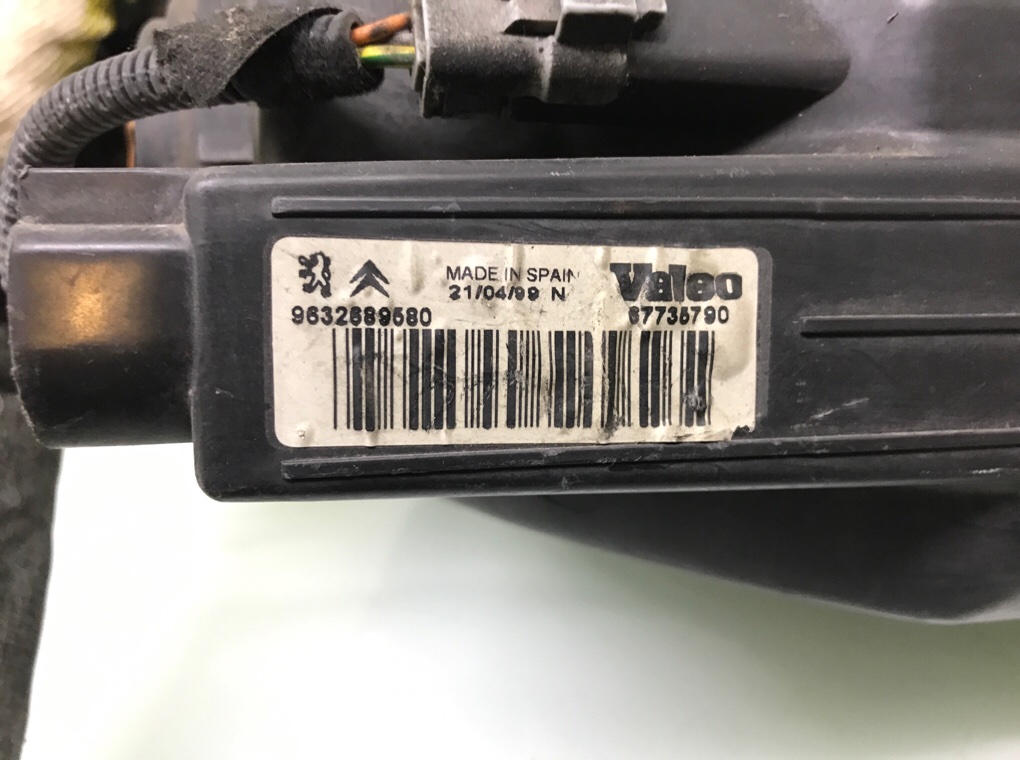 MADE IN SPAIN
21/04/99 N
Valeo
9632689580
67735790